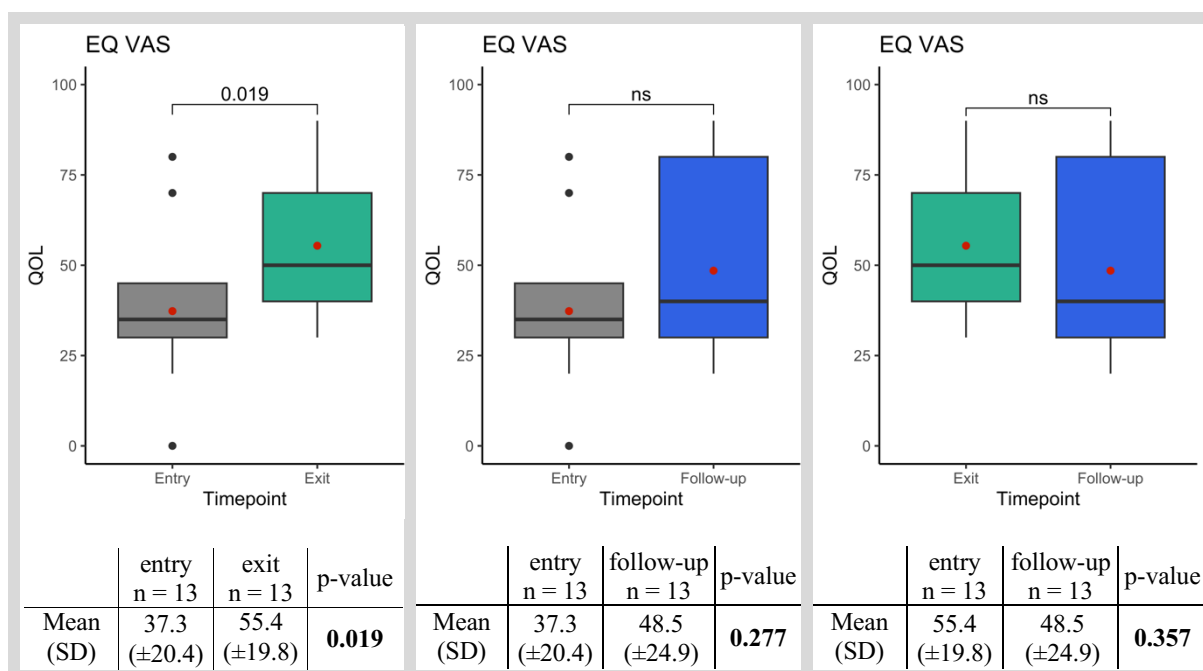 EQ VAS
0.019
100
75
50
25
0
QOL
Entry
Exit
Timepoint
entry
n = 13
exit
n = 13
p-value
Mean
(SD)
37.3
(±20.4)
55.4
(±19.8)
0.019
EQ VAS
ns
100
75
50
25
0
QOL
Entry
Follow-up
Timepoint
entry
n = 13
follow-up
n = 13
p-value
Mean
(SD)
37.3
(±20.4)
48.5
(±24.9)
0.277
EQ VAS
ns
100
75
50
25
0
QOL
Exit
Follow-up
Timepoint
entry
n = 13
follow-up
n = 13
p-value
Mean
(SD)
55.4
(±19.8)
48.5
(±24.9)
0.357